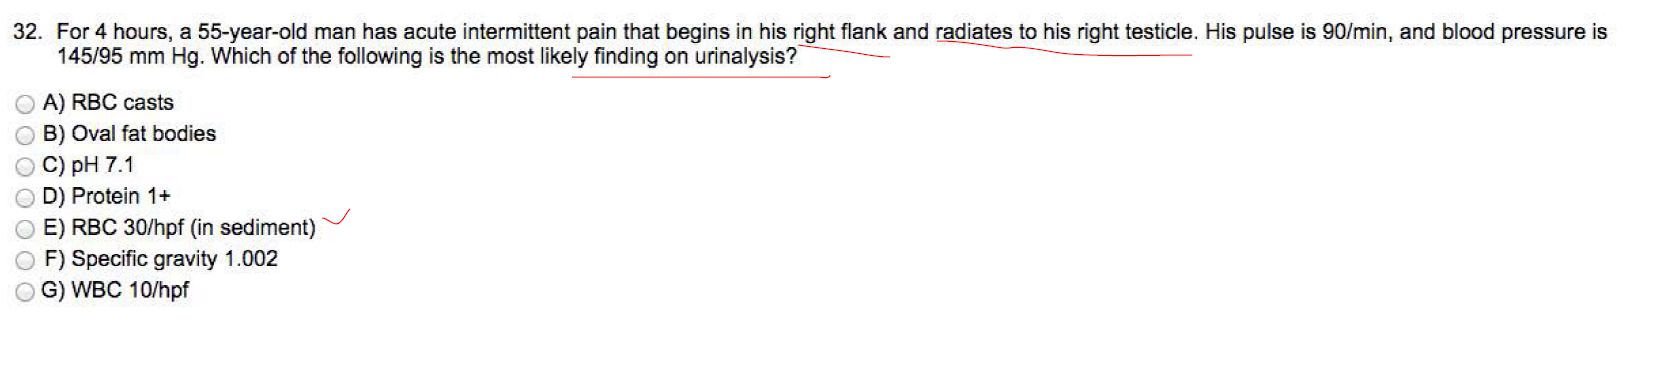 32. For 4 hours, a 55-year-old man has acute intermittent pain that begins in his right flank and radiates to his right testicle. His pulse is 90/min, and blood pressure is
145/95 mm Hg. Which of the following is the most likely finding on urinalysis?
A) RBC casts
B) Oval fat bodies
C) pH 7.1
D) Protein 1+
E) RBC 30/hpf (in sediment)
F) Specific gravity 1.002
G) WBC 10/hpf